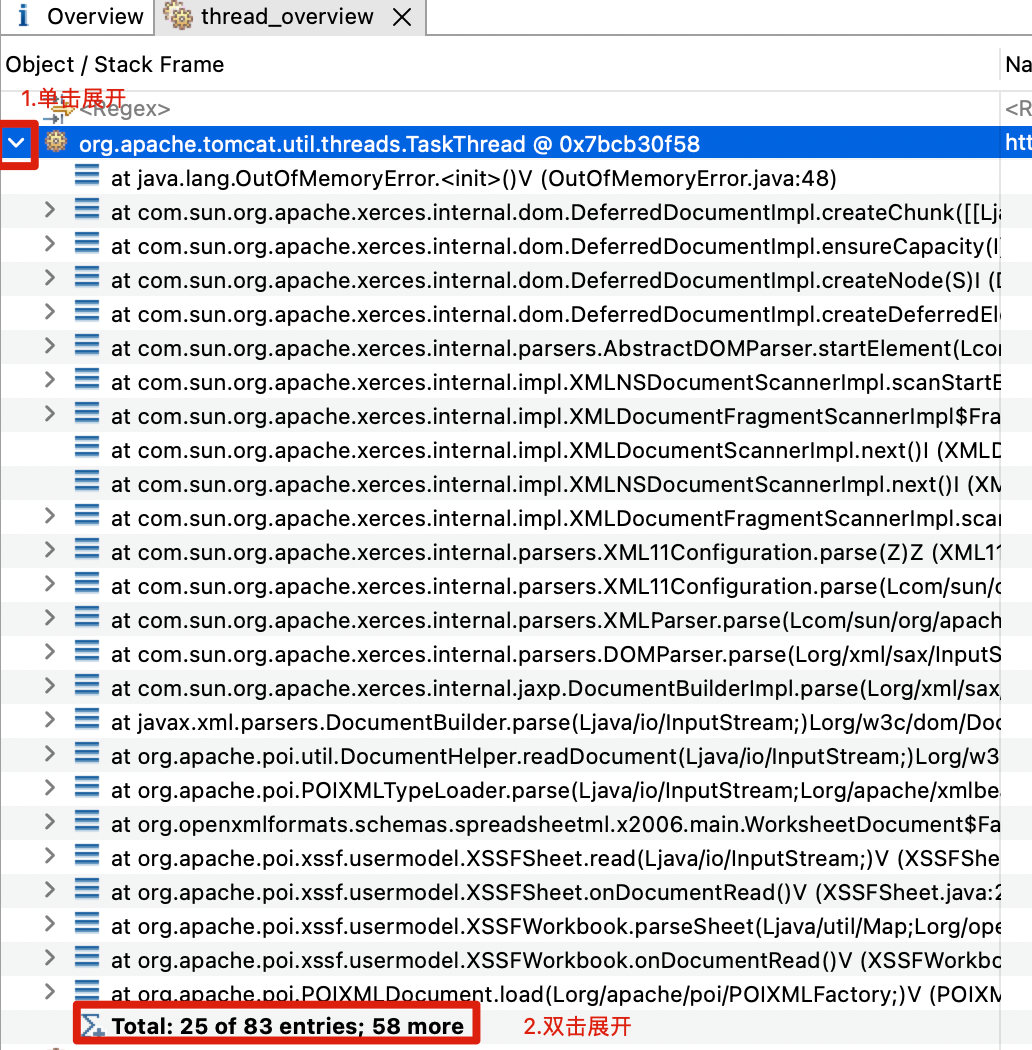 Overview thread_overview
Object / Stack Frame Na
1.单击展开
<Regex> <R
org.apache.tomcat.util.threads.TaskThread @ 0x7bcb30f58 htt
at java.lang.OutOfMemoryError.<init>()V (OutOfMemoryError.java:48)
at com.sun.org.apache.xerces.internal.dom.DeferredDocumentImpl.createChunk([[Lja
at com.sun.org.apache.xerces.internal.dom.DeferredDocumentImpl.ensureCapacity(I)
at com.sun.org.apache.xerces.internal.dom.DeferredDocumentImpl.createNode(S)I (D
at com.sun.org.apache.xerces.internal.dom.DeferredDocumentImpl.createDeferredEle
at com.sun.org.apache.xerces.internal.parsers.AbstractDOMParser.startElement(Lcom
at com.sun.org.apache.xerces.internal.impl.XMLNSDocumentScannerImpl.scanStartE
at com.sun.org.apache.xerces.internal.impl.XMLDocumentFragmentScannerImpl$Fra
at com.sun.org.apache.xerces.internal.impl.XMLDocumentScannerImpl.next()I (XMLD
at com.sun.org.apache.xerces.internal.impl.XMLNSDocumentScannerImpl.next()I (XM
at com.sun.org.apache.xerces.internal.impl.XMLDocumentFragmentScannerImpl.scan
at com.sun.org.apache.xerces.internal.parsers.XML11Configuration.parse(Z)Z (XML11
at com.sun.org.apache.xerces.internal.parsers.XML11Configuration.parse(Lcom/sun/o
at com.sun.org.apache.xerces.internal.parsers.XMLParser.parse(Lcom/sun/org/apach
at com.sun.org.apache.xerces.internal.parsers.DOMParser.parse(Lorg/xml/sax/InputS
at com.sun.org.apache.xerces.internal.jaxp.DocumentBuilderImpl.parse(Lorg/xml/sax/
at javax.xml.parsers.DocumentBuilder.parse(Ljava/io/InputStream;)Lorg/w3c/dom/Doc
at org.apache.poi.util.DocumentHelper.readDocument(Ljava/io/InputStream;)Lorg/w3
at org.apache.poi.POIXMLTypeLoader.parse(Ljava/io/InputStream;Lorg/apache/xmlbea
at org.openxmlformats.schemas.spreadsheetml.x2006.main.WorksheetDocument$Fa
at org.apache.poi.xssf.usermodel.XSSFSheet.read(Ljava/io/InputStream;)V (XSSFShe
at org.apache.poi.xssf.usermodel.XSSFSheet.onDocumentRead()V (XSSFSheet.java:2
at org.apache.poi.xssf.usermodel.XSSFWorkbook.parseSheet(Ljava/util/Map;Lorg/ope
at org.apache.poi.xssf.usermodel.XSSFWorkbook.onDocumentRead()V (XSSFWorkbo
at org.apache.poi.POIXMLDocument.load(Lorg/apache/poi/POIXMLFactory;)V (POIXM
Total: 25 of 83 entries; 58 more 2.双击展开